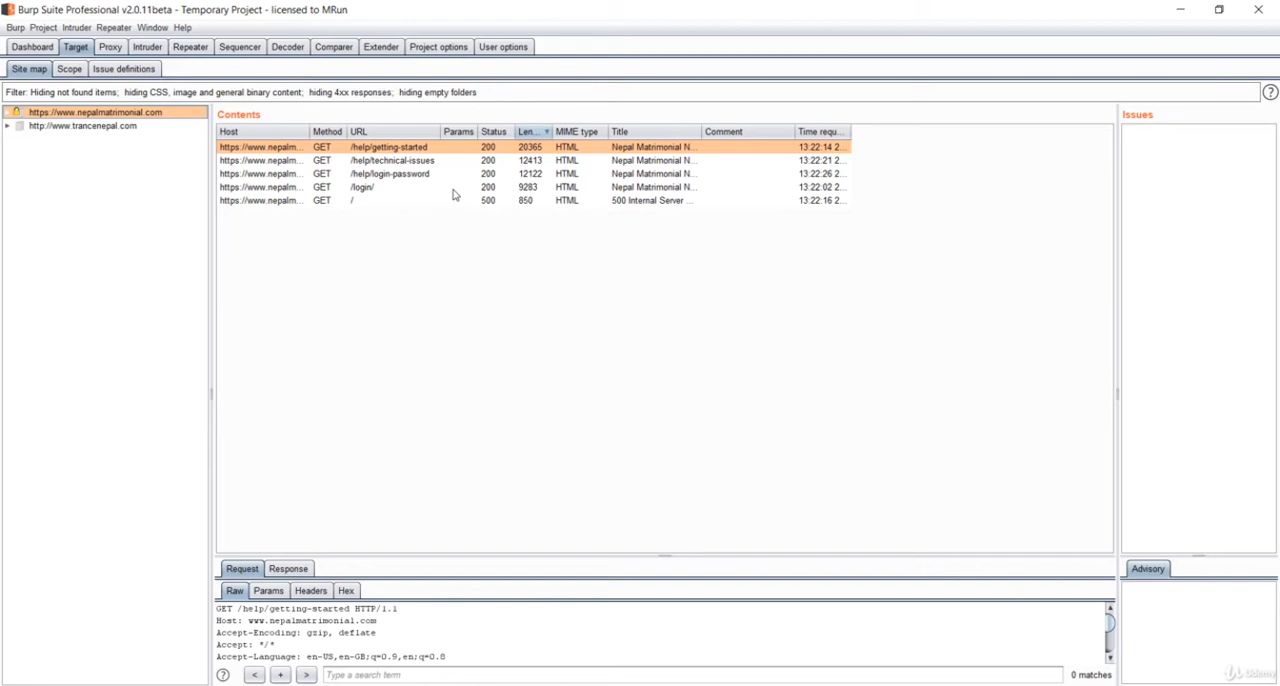 Burp Suite Professional v2.0.11beta - Temporary Project - licensed to MRun
Burp Project Intruder Repeater Window Help
Dashboard Target Proxy Intruder Repeater Sequencer Decoder Comparer Extender Project options User options
Site map Scope Issue definitions
Filter: Hiding not found items; hiding CSS, image and general binary content; hiding 4xx responses; hiding empty folders
https://www.nepalmatrimonial.com
http://www.trancenepal.com
Contents
Host Method URL Params Status Len... MIME type Title Comment Time requ...
https://www.nepalm... GET /help/getting-started 200 20365 HTML Nepal Matrimonial N... 13:22:14 2...
https://www.nepalm... GET /help/technical-issues 200 12413 HTML Nepal Matrimonial N... 13:22:21 2...
https://www.nepalm... GET /help/login-password 200 12122 HTML Nepal Matrimonial N... 13:22:26 2...
https://www.nepalm... GET /login/ 200 9283 HTML Nepal Matrimonial N... 13:22:02 2...
https://www.nepalm... GET / 500 850 HTML 500 Internal Server ... 13:22:16 2...
Issues
Request Response
Raw Params Headers Hex
GET /help/getting-started HTTP/1.1
Host: www.nepalmatrimonial.com
Accept-Encoding: gzip, deflate
Accept: */*
Accept-Language: en-US,en-GB;q=0.9,en;q=0.8
? < + > Type a search term 0 matches
Advisory
Udemy